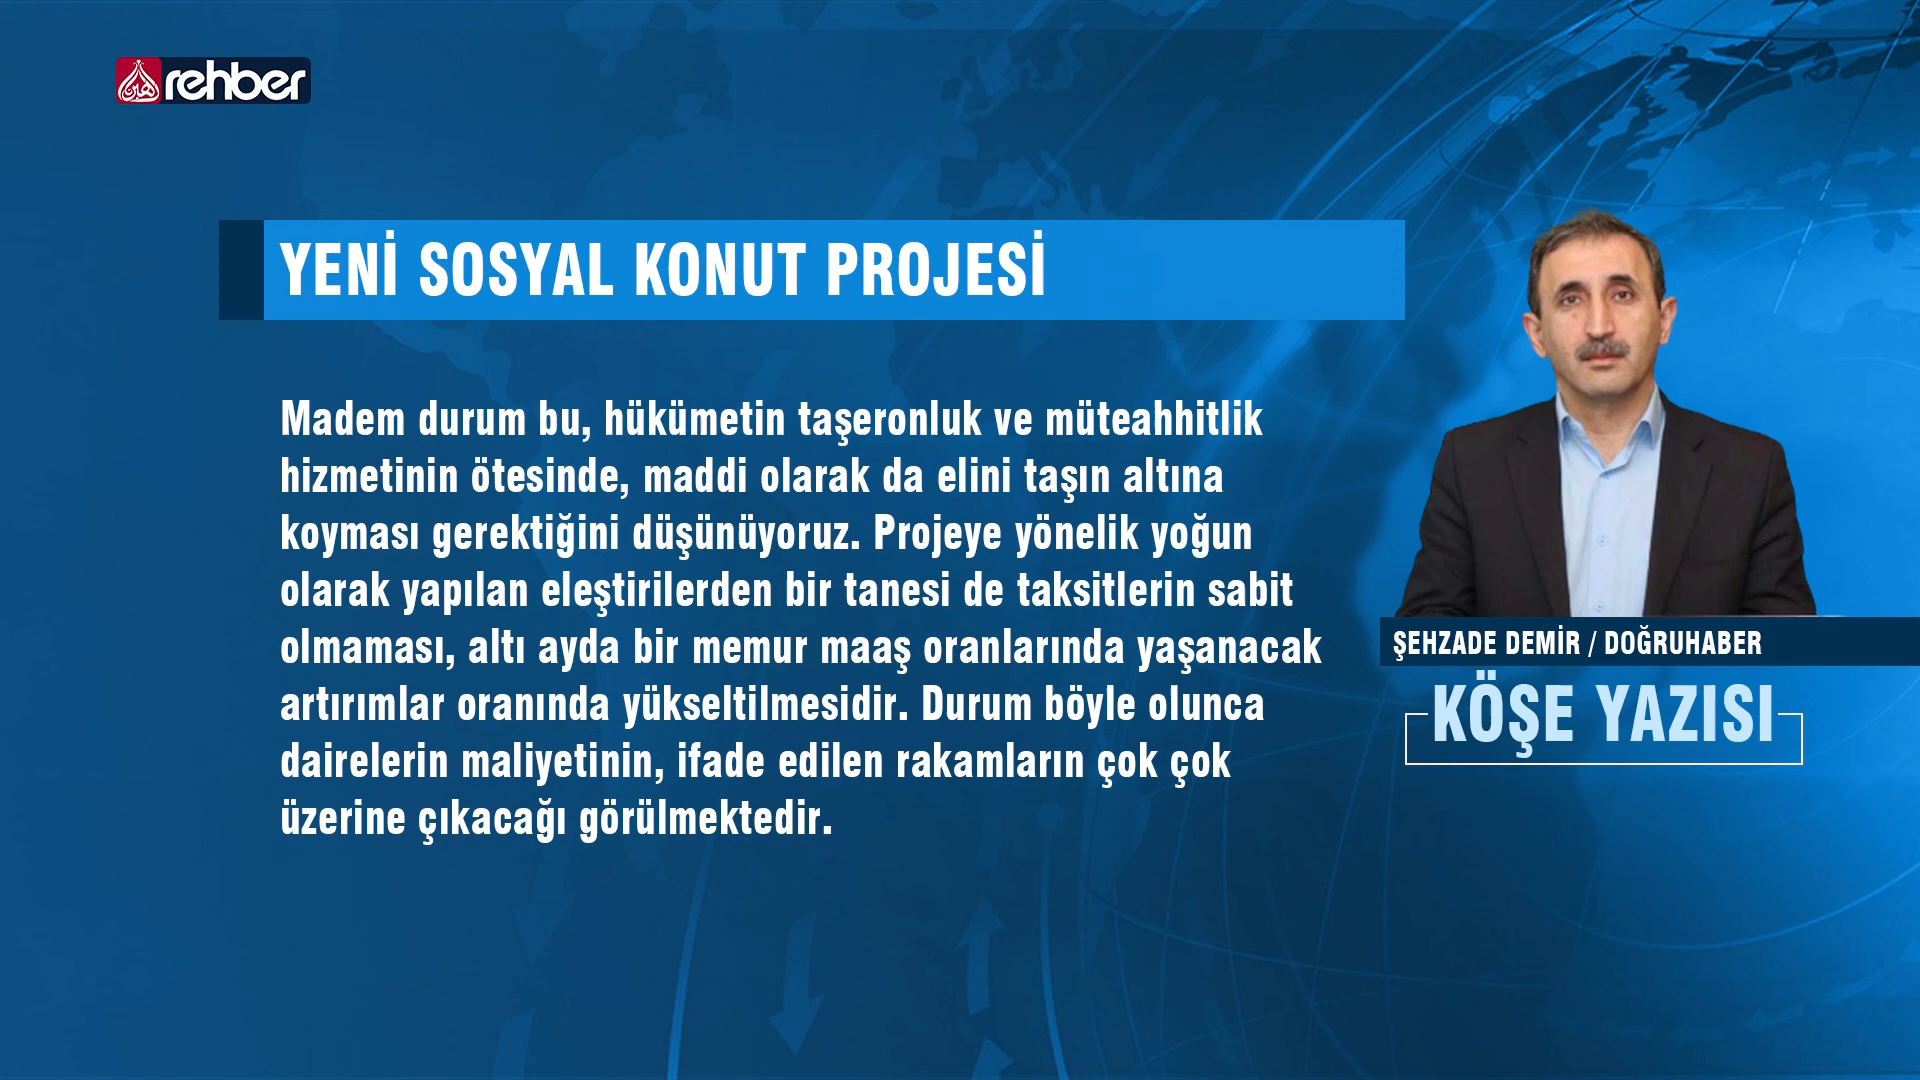 rehber
YENİ SOSYAL KONUT PROJESİ
Madem durum bu, hükümetin taşeronluk ve müteahhitlik
hizmetinin ötesinde, maddi olarak da elini taşın altına
koyması gerektiğini düşünüyoruz. Projeye yönelik yoğun
olarak yapılan eleştirilerden bir tanesi de taksitlerin sabit
olmaması, altı ayda bir memur maaş oranlarında yaşanacak
artırımlar oranında yükseltilmesidir. Durum böyle olunca
dairelerin maliyetinin, ifade edilen rakamların çok çok
üzerine çıkacağı görülmektedir.
ŞEHZADE DEMİR / DOĞRUHABER
KÖŞE YAZISI